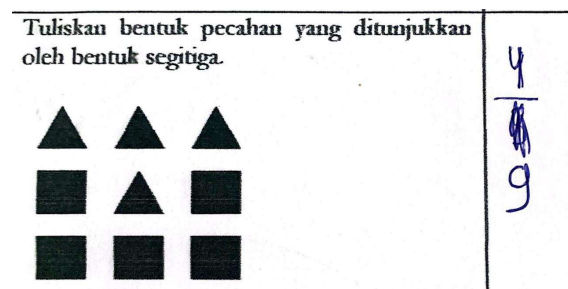 Tuliskan bentuk pecahan yang ditunjukkan
oleh bentuk segitiga.
4
9